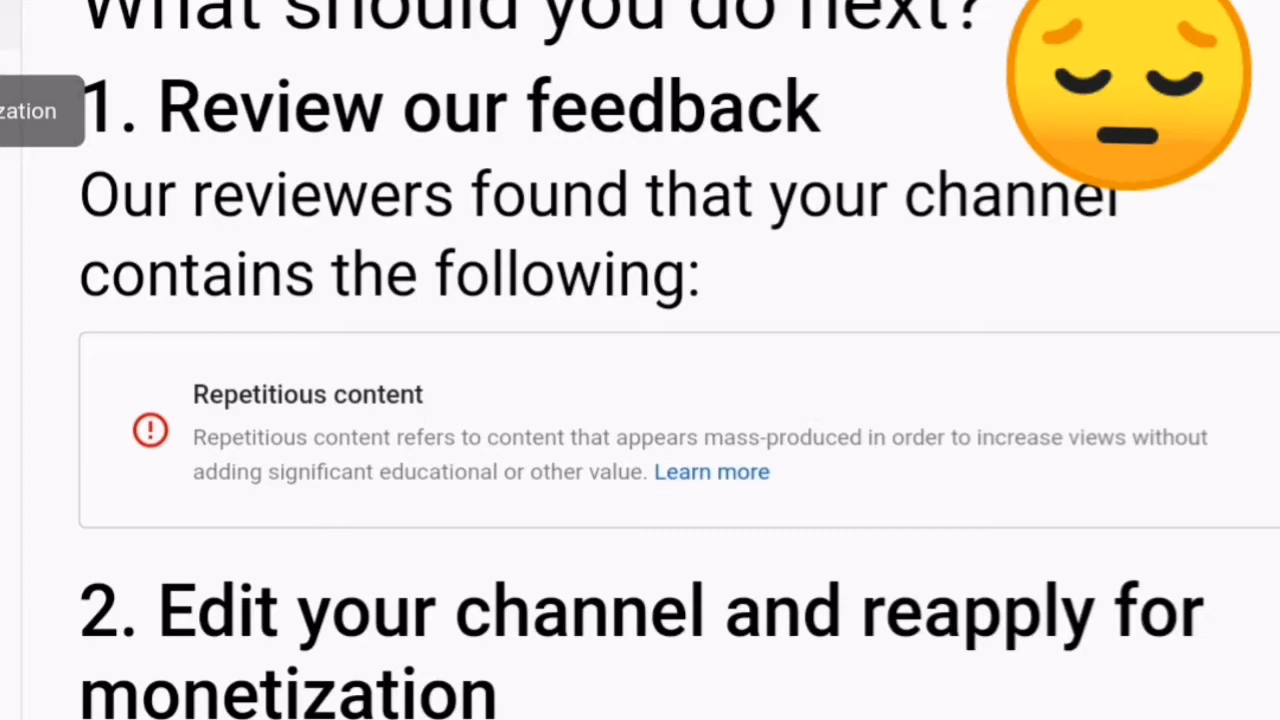 What should you do next?
zation
1. Review our feedback
Our reviewers found that your channel
contains the following:
Repetitious content
Repetitious content refers to content that appears mass-produced in order to increase views without
adding significant educational or other value. Learn more
2. Edit your channel and reapply for
monetization